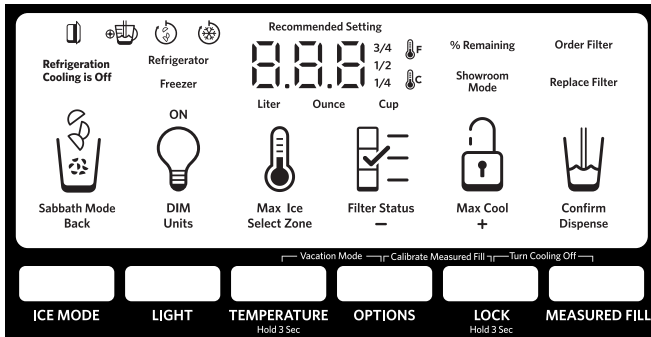 Recommended Setting
Refrigeration
Cooling is Off
Refrigerator
Freezer
8.8.8
3/4
1/2
1/4
F
C
Liter
Ounce
Cup
% Remaining
Showroom
Mode
Order Filter
Replace Filter
ON
Sabbath Mode
Back
DIM
Units
Max Ice
Select Zone
Filter Status
–
Max Cool
+
Confirm
Dispense
Vacation Mode
Calibrate Measured Fill
Turn Cooling Off
ICE MODE
LIGHT
TEMPERATURE
Hold 3 Sec
OPTIONS
LOCK
Hold 3 Sec
MEASURED FILL